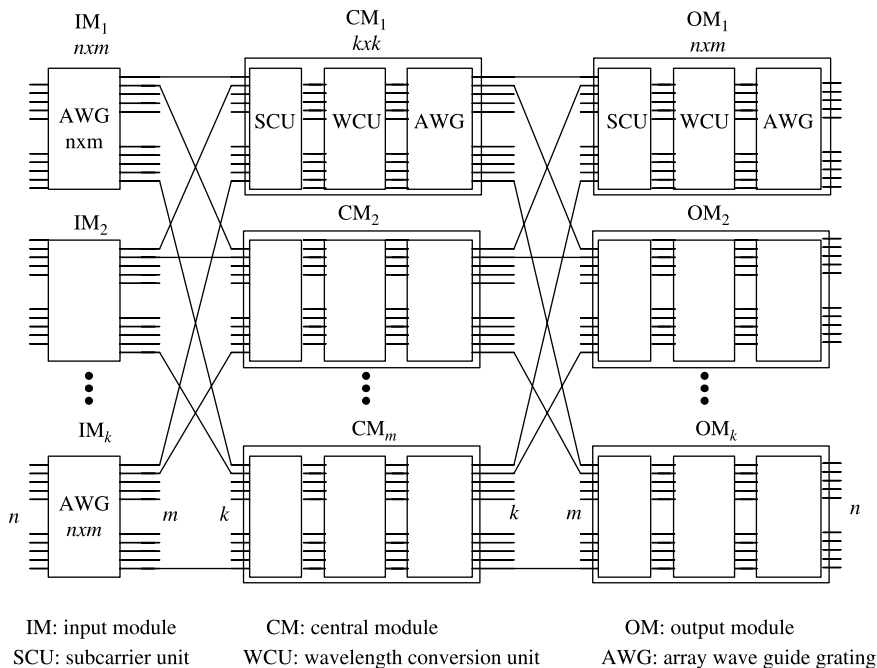 IM₁
nxm
CM₁
kxk
OM₁
nxm
AWG
nxm
SCU
WCU
AWG
SCU
WCU
AWG
IM₂
CM₂
OM₂
IMₖ
CMₘ
OMₖ
AWG
nxm
n
m
k
k
m
n
IM: input module
CM: central module
OM: output module
SCU: subcarrier unit
WCU: wavelength conversion unit
AWG: array wave guide grating